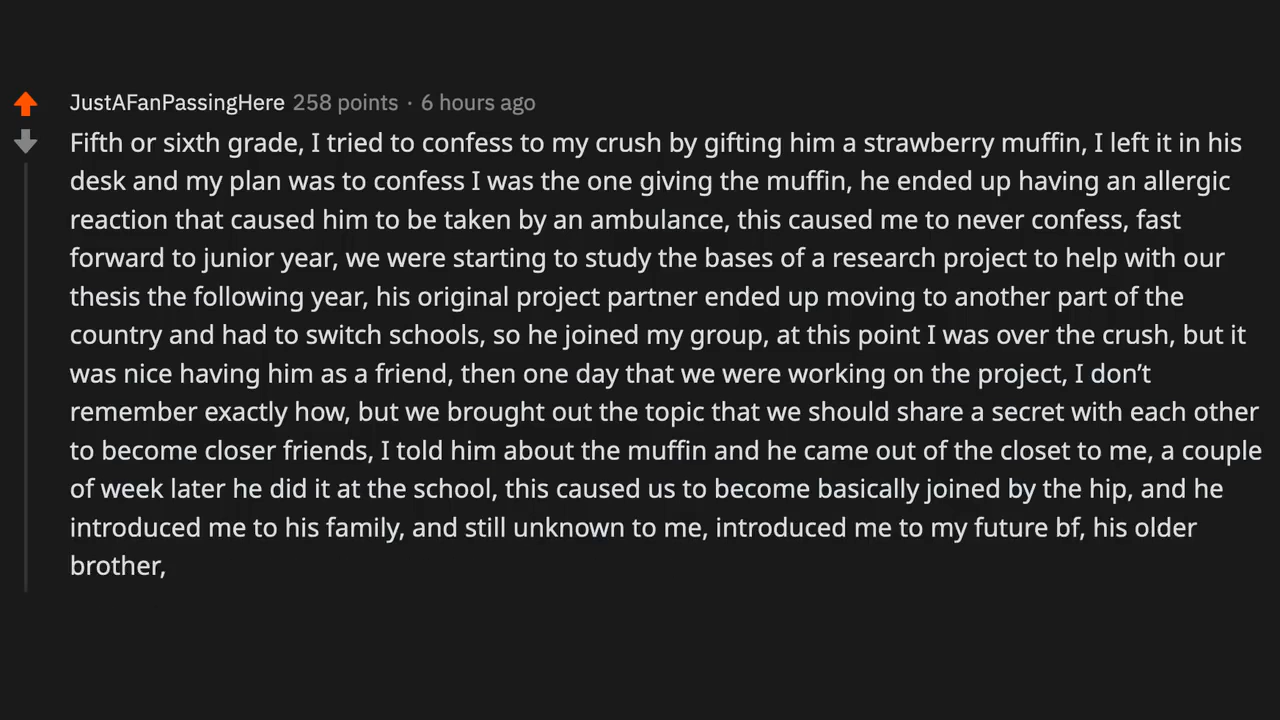 JustAFanPassingHere 258 points · 6 hours ago
Fifth or sixth grade, I tried to confess to my crush by gifting him a strawberry muffin, I left it in his
desk and my plan was to confess I was the one giving the muffin, he ended up having an allergic
reaction that caused him to be taken by an ambulance, this caused me to never confess, fast
forward to junior year, we were starting to study the bases of a research project to help with our
thesis the following year, his original project partner ended up moving to another part of the
country and had to switch schools, so he joined my group, at this point I was over the crush, but it
was nice having him as a friend, then one day that we were working on the project, I don’t
remember exactly how, but we brought out the topic that we should share a secret with each other
to become closer friends, I told him about the muffin and he came out of the closet to me, a couple
of week later he did it at the school, this caused us to become basically joined by the hip, and he
introduced me to his family, and still unknown to me, introduced me to my future bf, his older
brother,